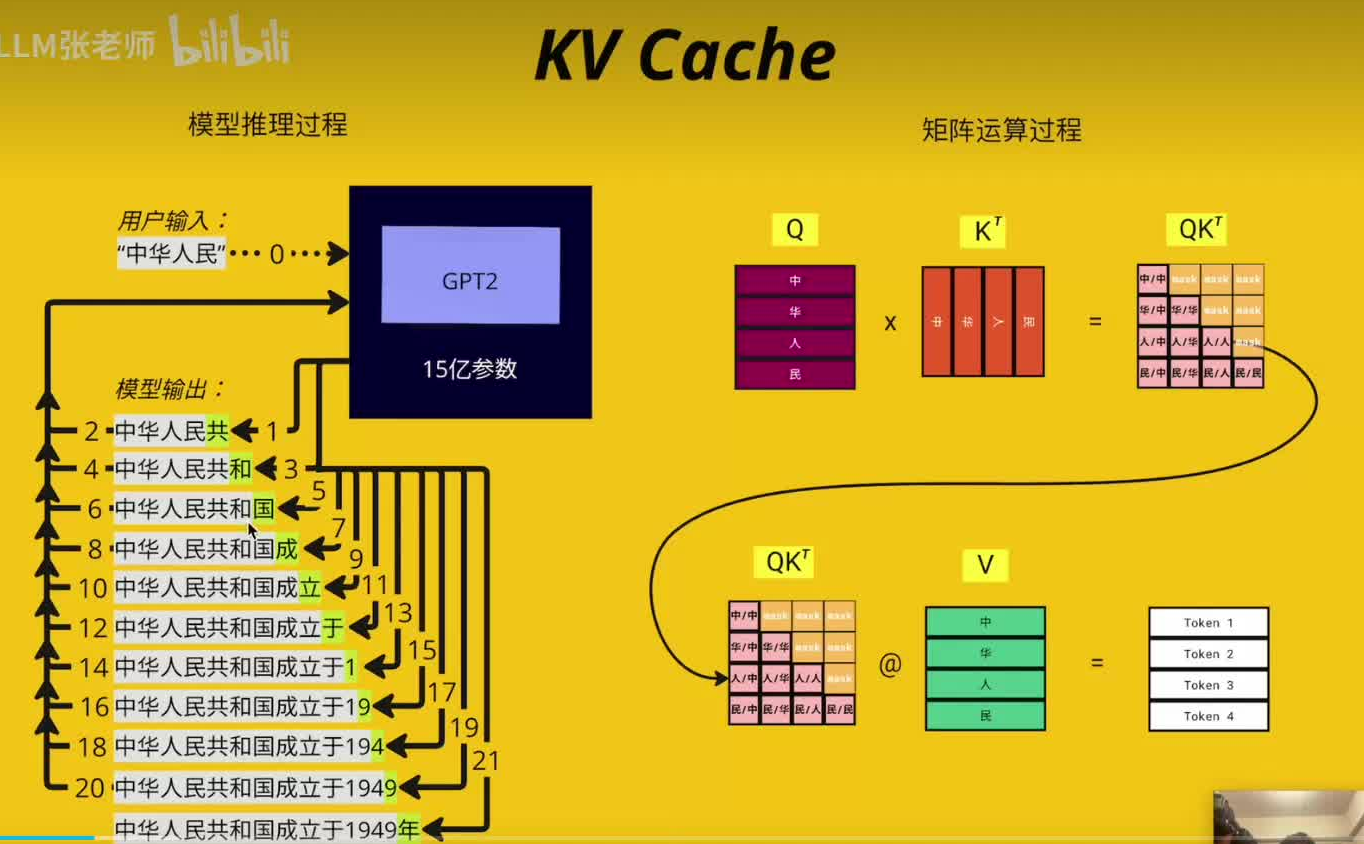 LLM张老师 bilibili
KV Cache
模型推理过程
矩阵运算过程
用户输入：
“中华人民” 0
GPT2
15亿参数
模型输出：
2 中华人民共 1
4 中华人民共和 3
6 中华人民共和国 5
8 中华人民共和国成 7
10 中华人民共和国成立 9
12 中华人民共和国成立于 11
14 中华人民共和国成立于1 13
16 中华人民共和国成立于19 15
18 中华人民共和国成立于194 17
20 中华人民共和国成立于1949 19
中华人民共和国成立于1949年 21
Q
中
华
人
民
x
Kᵀ
中 华 人 民
=
QKᵀ
中/中 mask mask mask
华/中 华/华 mask mask
人/中 人/华 人/人 mask
民/中 民/华 民/人 民/民
QKᵀ
中/中 mask mask mask
华/中 华/华 mask mask
人/中 人/华 人/人 mask
民/中 民/华 民/人 民/民
@
V
中
华
人
民
=
Token 1
Token 2
Token 3
Token 4